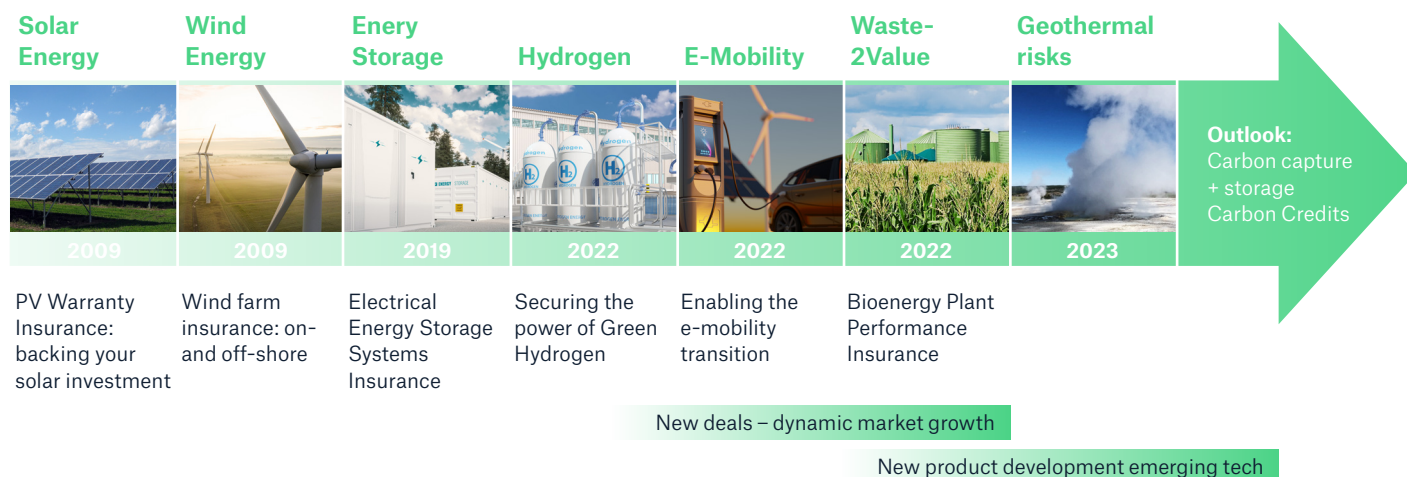 Solar
Energy
Wind
Energy
Enery
Storage
Hydrogen
E-Mobility
Waste-
2Value
Geothermal
risks
H2
H2
H2
Outlook:
Carbon capture
+ storage
Carbon Credits
2009
2009
2019
2022
2022
2022
2023
PV Warranty
Insurance:
backing your
solar investment
Wind farm
insurance: on-
and off-shore
Electrical
Energy Storage
Systems
Insurance
Securing the
power of Green
Hydrogen
Enabling the
e-mobility
transition
Bioenergy Plant
Performance
Insurance
New deals – dynamic market growth
New product development emerging tech